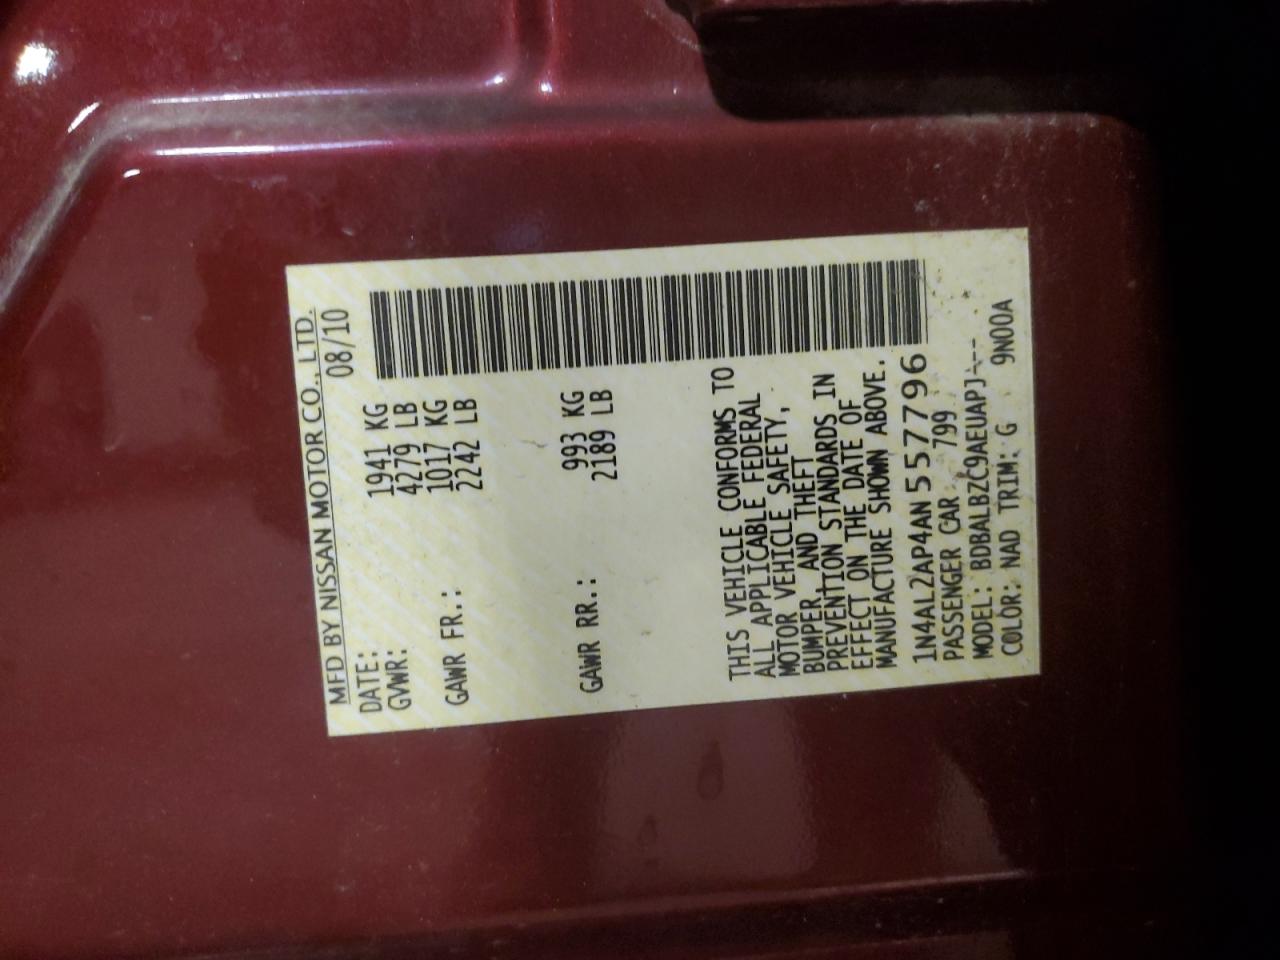 MFD BY NISSAN MOTOR CO., LTD.
DATE: 08/10
GVWR: 1941 KG
4279 LB
GAWR FR.: 1017 KG
2242 LB
GAWR RR.: 993 KG
2189 LB
THIS VEHICLE CONFORMS TO
ALL APPLICABLE FEDERAL
MOTOR VEHICLE SAFETY,
BUMPER, AND THEFT
PREVENTION STANDARDS IN
EFFECT ON THE DATE OF
MANUFACTURE SHOWN ABOVE.
1N4AL2AP4AN557796
PASSENGER CAR 799
MODEL: BDBALBZC9AEUAPJ---
COLOR: NAD TRIM: G 9N00A